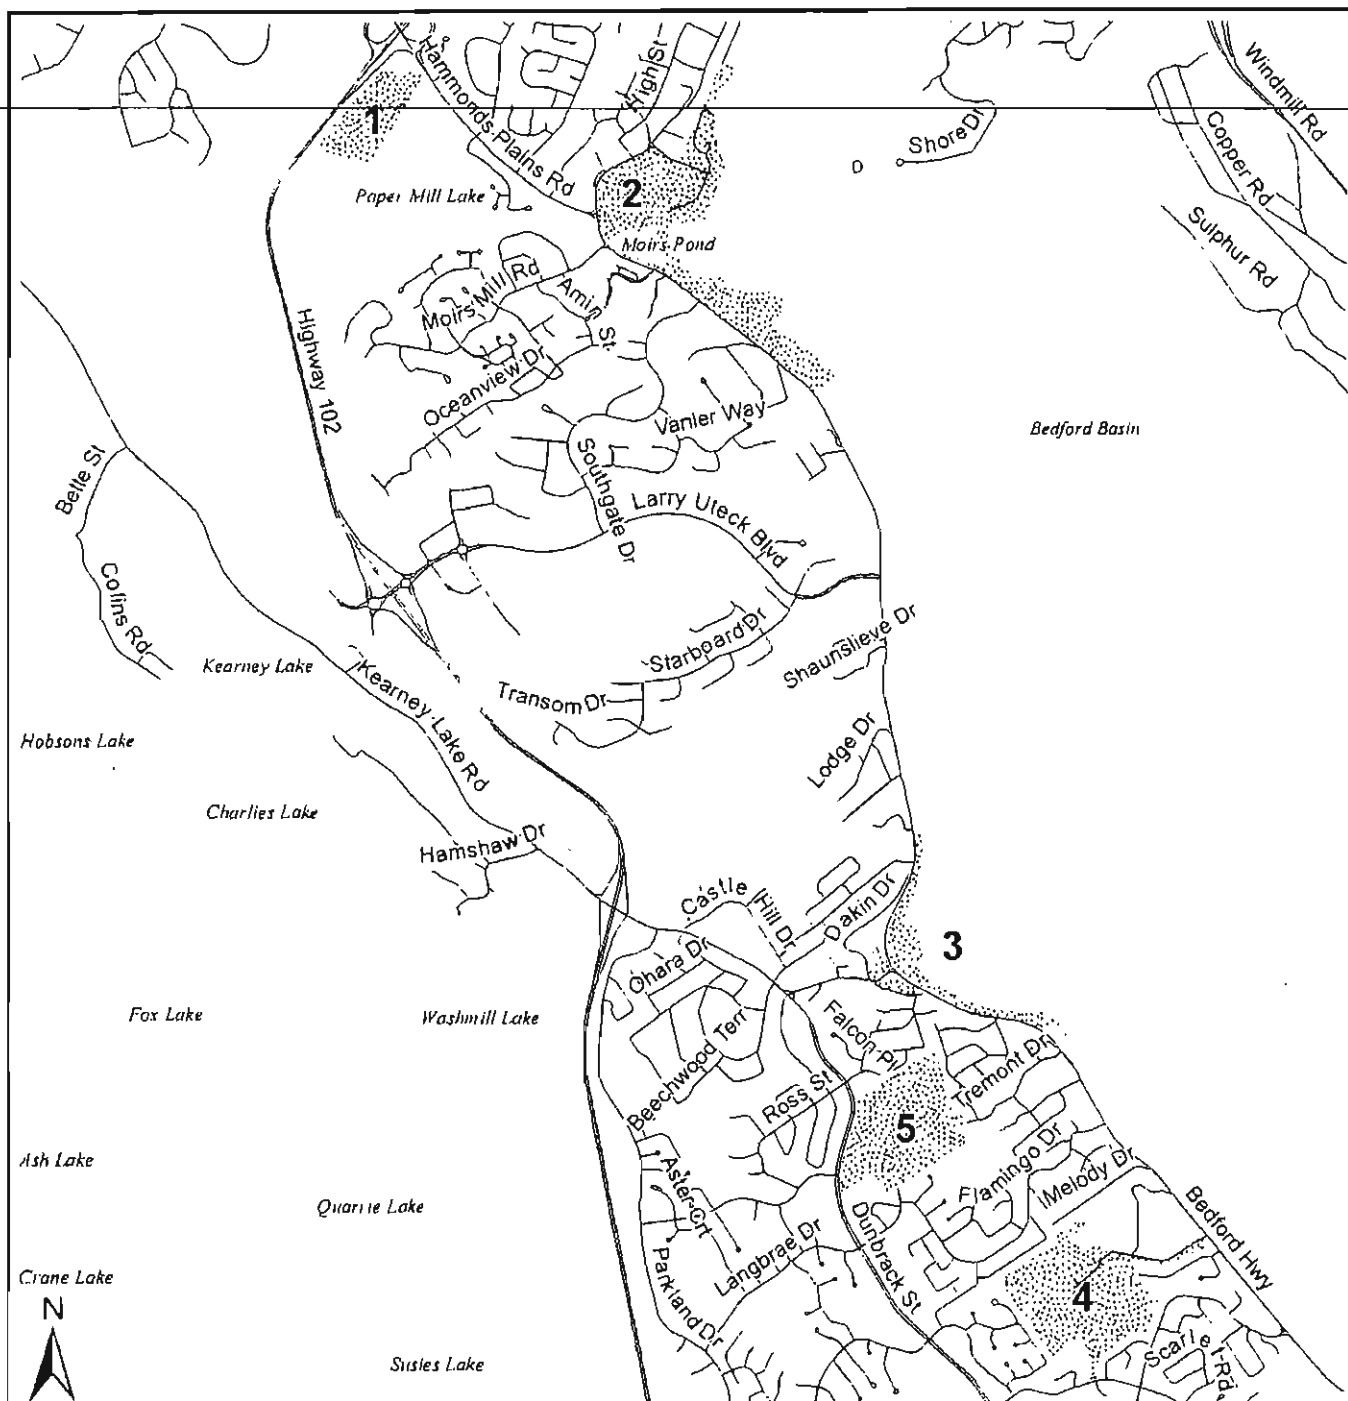 Hammonds Plains Rd
High St
Windmill Rd
1
Shore Dr
Copper Rd
D
Paper Mill Lake
2
Sulphur Rd
Moirs Pond
Moirs Mill Rd
Amin St
Highway 102
Oceanview Dr
Vanier Way
Bedford Basin
Belle St
Southgate Dr
Larry Uteck Blvd
Collins Rd
Starboard Dr
Shaunslieve Dr
Kearney Lake
Kearney Lake Rd
Transom Dr
Hobsons Lake
Lodge Dr
Charlies Lake
Hamshaw Dr
Castle Hill Dr
Dakin Dr
3
Ohara Dr
Fox Lake
Washmill Lake
Falcon Pl
Beechwood Terr
Tremont Dr
Ross St
5
Ash Lake
Aster Crt
Flamingo Dr
Melody Dr
Quarrie Lake
Dunbrack St
Bedford Hwy
Langbrae Dr
Parkland Dr
Crane Lake
4
N
Susies Lake
Scarlet Rd